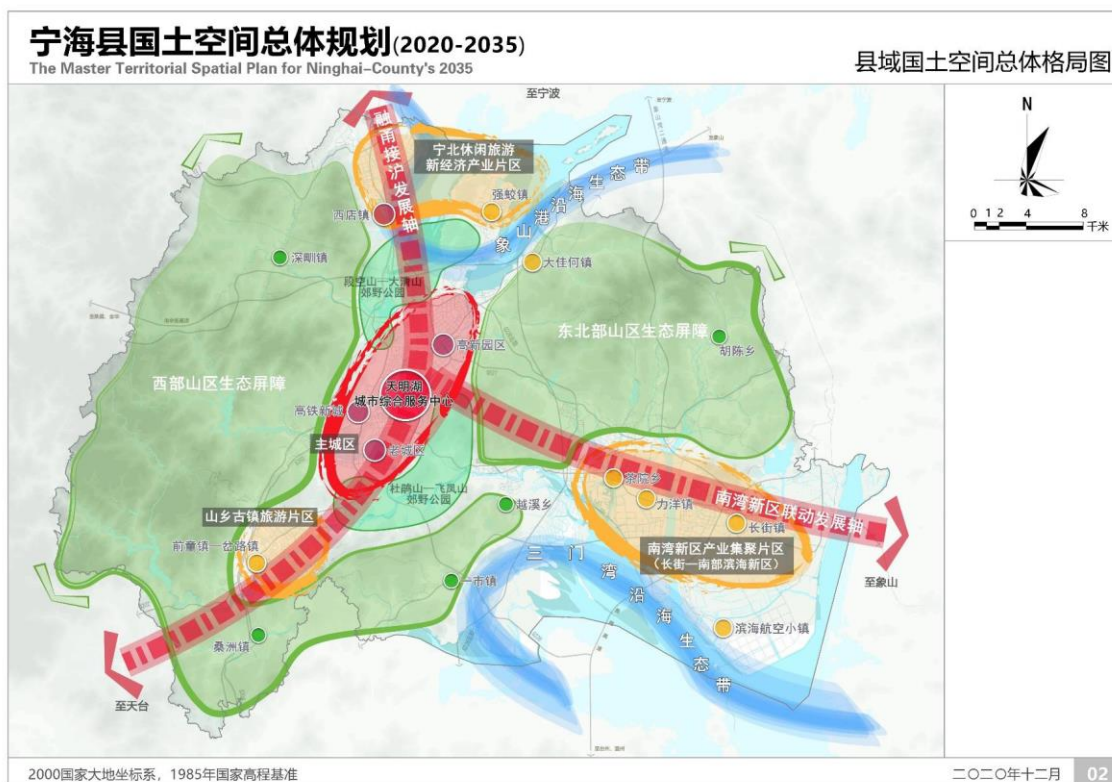 宁海县国土空间总体规划(2020-2035)
The Master Territorial Spatial Plan for Ninghai-County's 2035
县域国土空间总体格局图
至宁波
融甬接沪发展轴
宁北休闲旅游
新经济产业片区
西店镇
强蛟镇
象山港沿海生态带
深甽镇
大佳何镇
段空山—大清山
郊野公园
东北部山区生态屏障
高新园区
胡陈乡
西部山区生态屏障
天明湖
城市综合服务中心
高铁新城
主城区
老城区
杜鹃山—飞凤山
郊野公园
茶院乡
力洋镇
越溪乡
南湾新区联动发展轴
长街镇
山乡古镇旅游片区
前童镇—岔路镇
南湾新区产业集聚片区
(长街—南部滨海新区)
三门湾沿海生态带
至象山
一市镇
滨海航空小镇
桑洲镇
至天台
N
0 1 2 4 8
千米
2000国家大地坐标系，1985年国家高程基准
二〇二〇年十二月 02